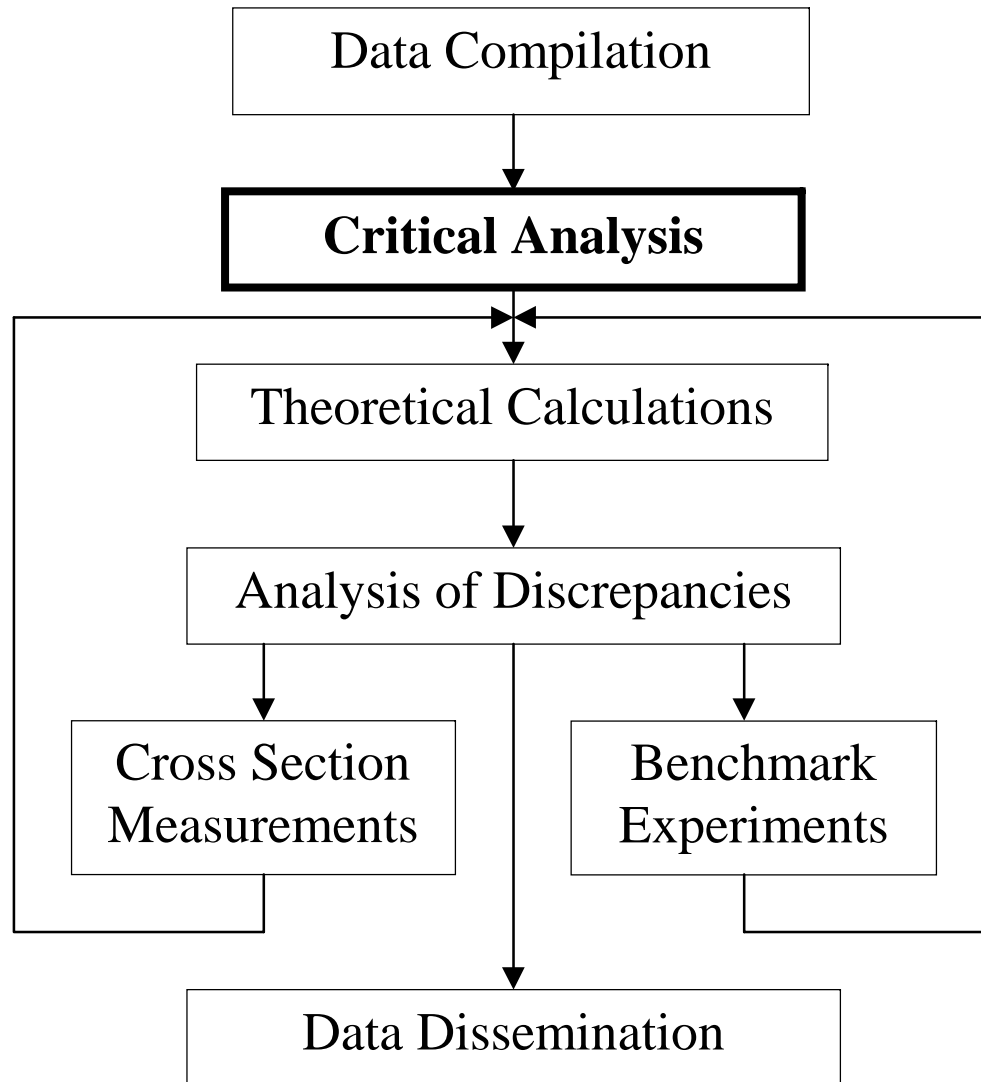 Data Compilation
Critical Analysis
Theoretical Calculations
Analysis of Discrepancies
Cross Section
Measurements
Benchmark
Experiments
Data Dissemination